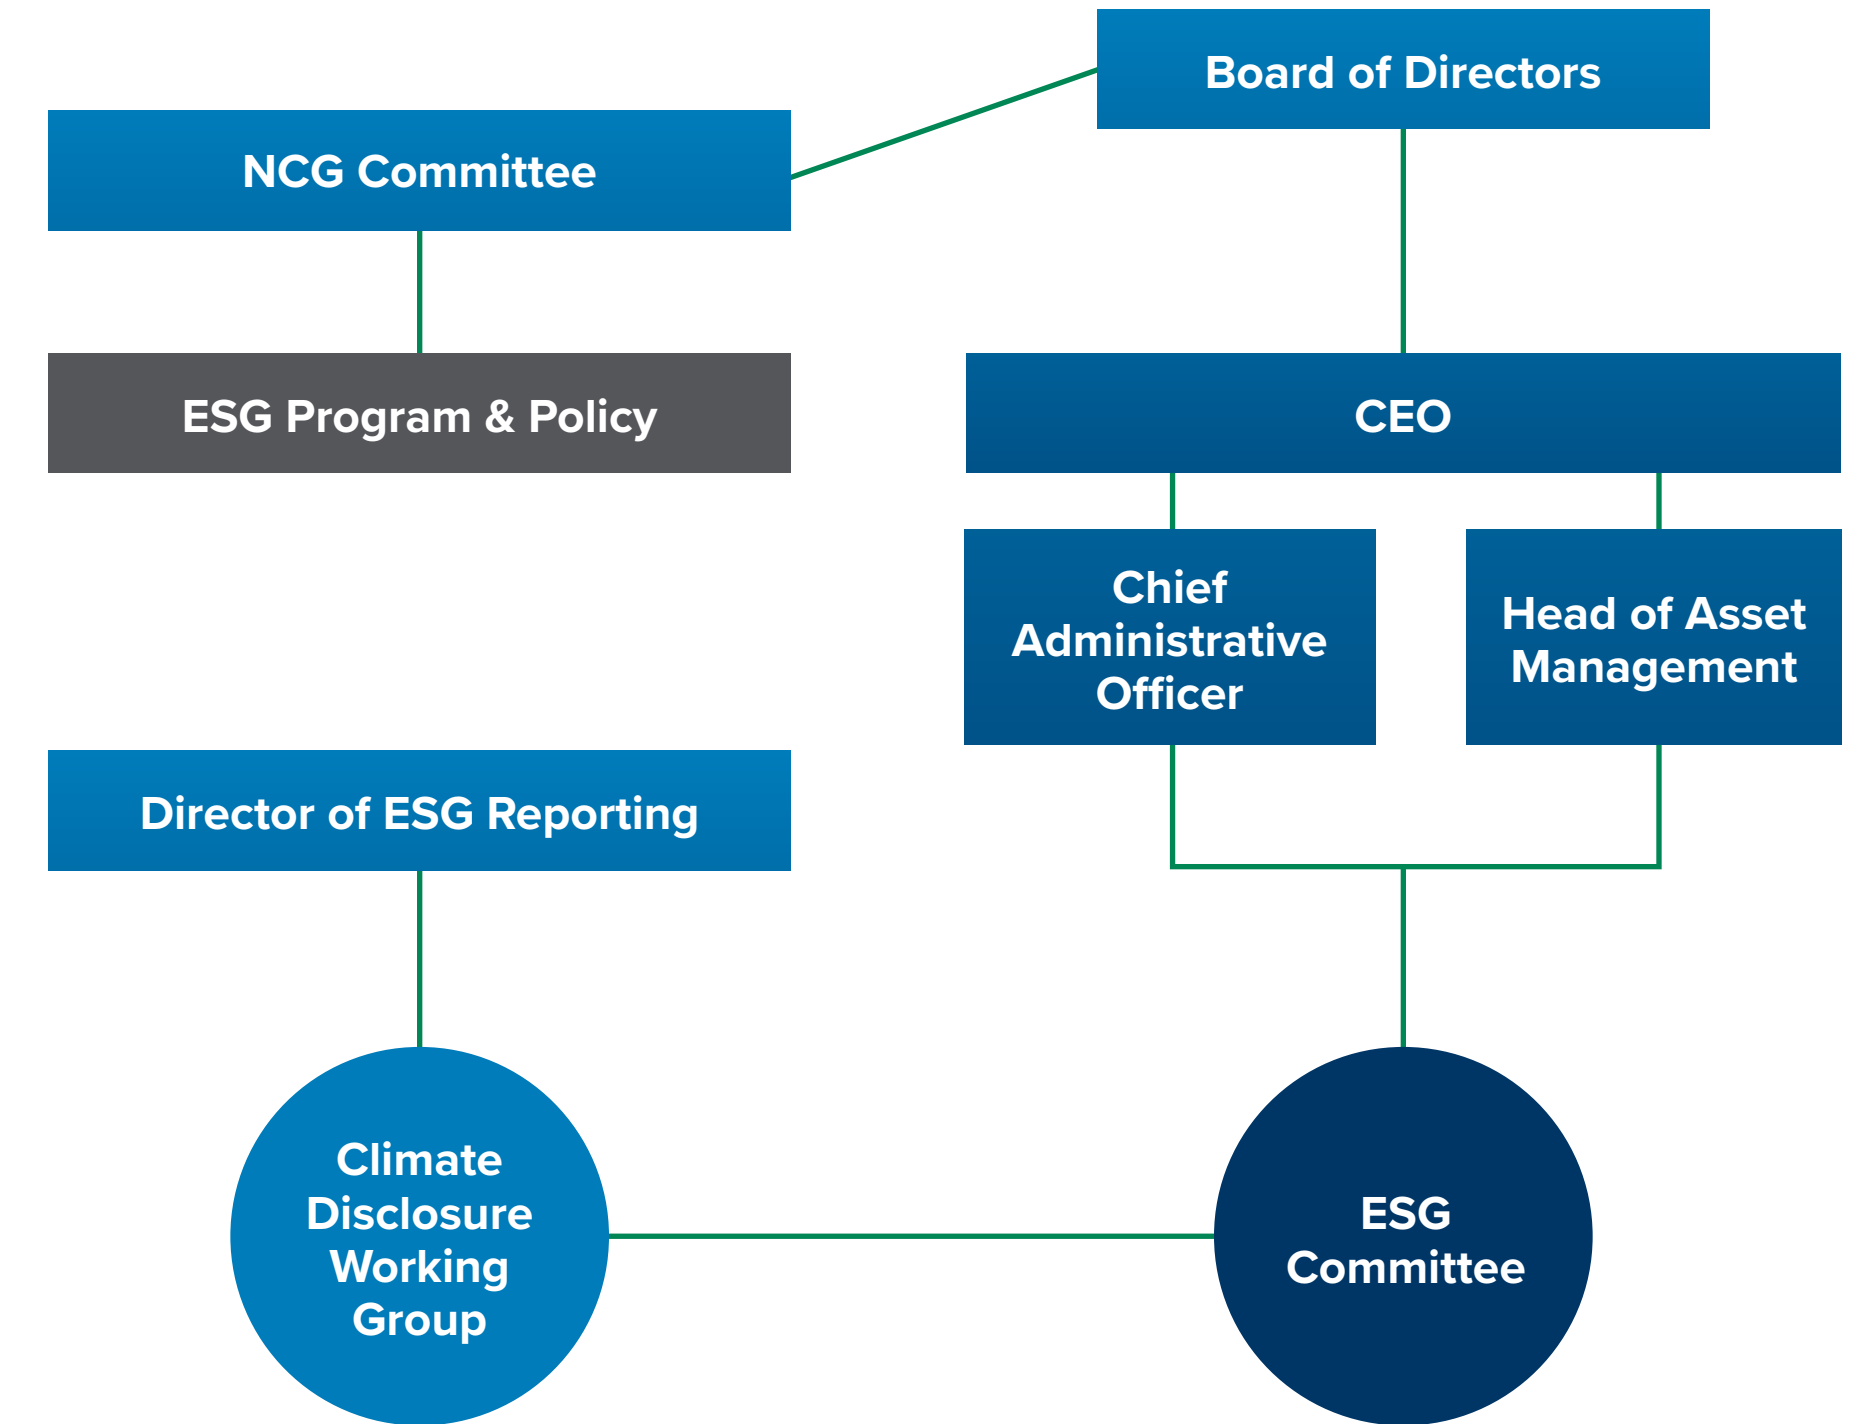 Board of Directors
NCG Committee
ESG Program & Policy
CEO
Chief
Administrative
Officer
Head of Asset
Management
Director of ESG Reporting
Climate
Disclosure
Working
Group
ESG
Committee